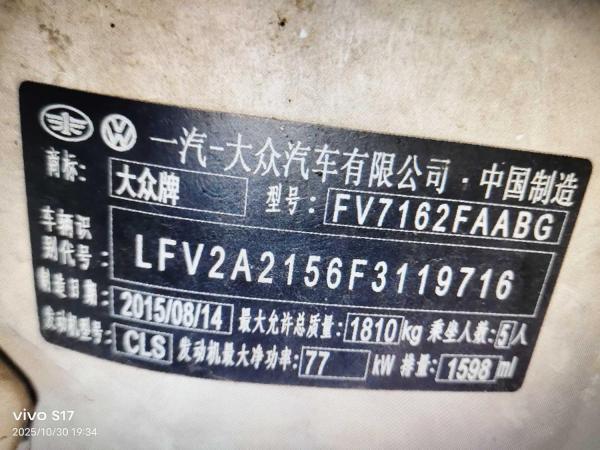 一汽-大众汽车有限公司·中国制造
商标: 大众牌 型号: FV7162FAABG
车辆识别代号: LFV2A2156F3119716
制造日期: 2015/08/14 最大允许总质量: 1810 kg 乘坐人数: 5 人
发动机型号: CLS 发动机最大净功率: 77 kW 排量: 1598 ml
vivo S17
2025/10/30 19:34